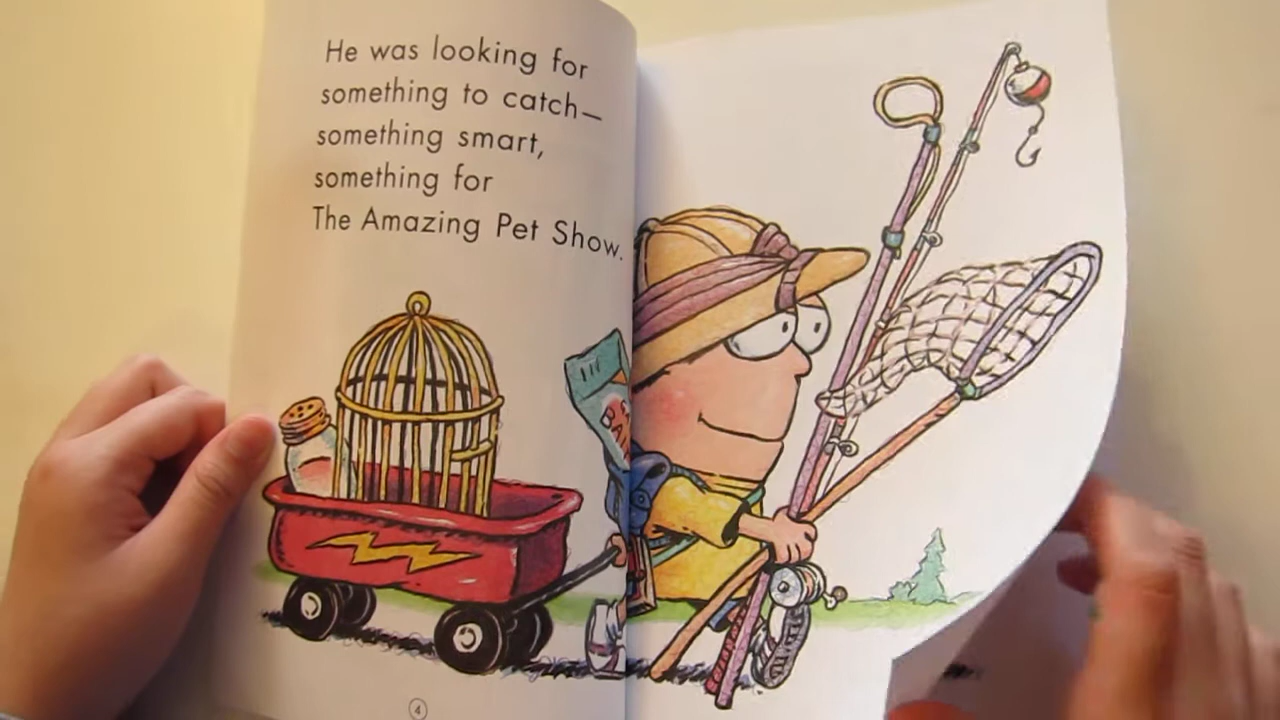 He was looking for
something to catch—
something smart,
something for
The Amazing Pet Show.
4